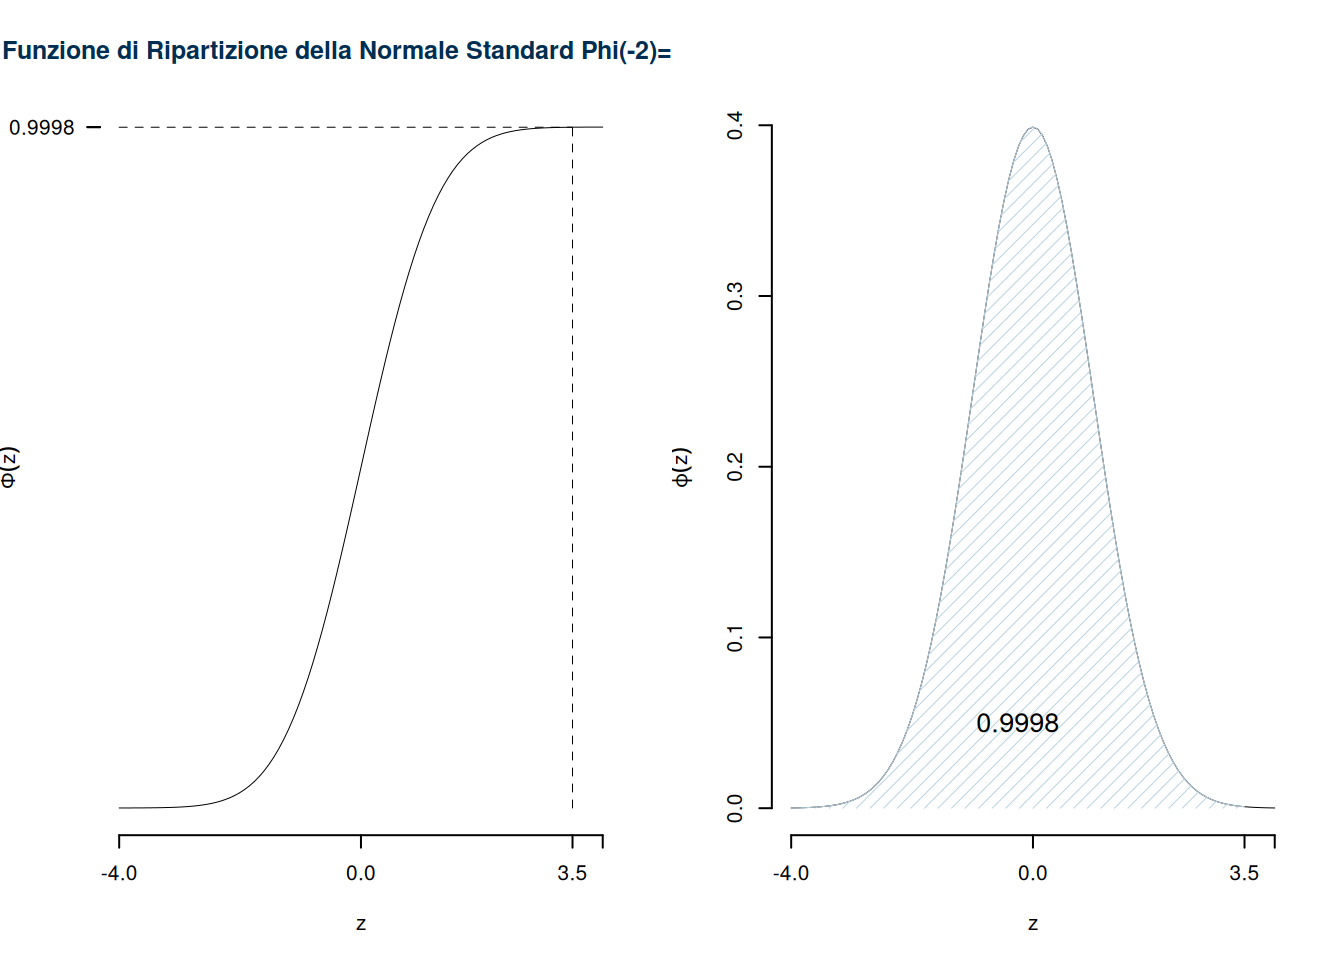 Funzione di Ripartizione della Normale Standard Phi(-2)=
0.9998
Φ(z)
-4.0 0.0 3.5
z
0.4
0.3
0.2
0.1
0.0
ϕ(z)
0.9998
-4.0 0.0 3.5
z